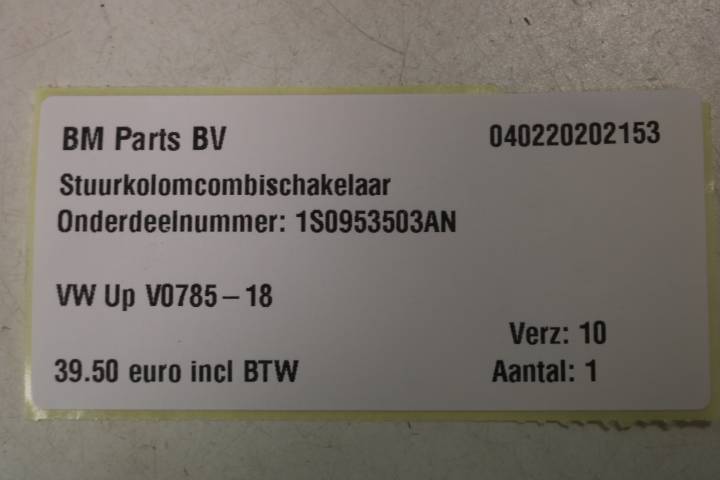 BM Parts BV 040220202153
Stuurkolomcombischakelaar
Onderdeelnummer: 1S0953503AN
VW Up V0785 – 18
Verz: 10
39.50 euro incl BTW Aantal: 1